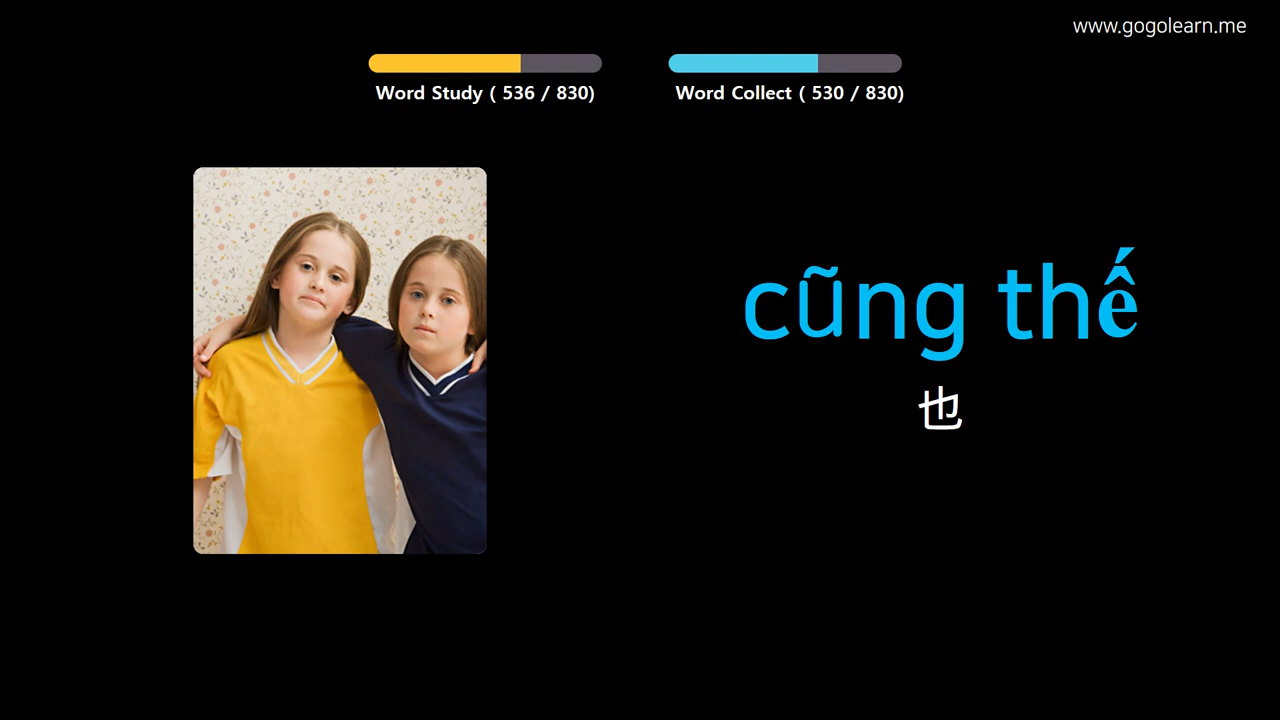 www.gogolearn.me
Word Study ( 536 / 830)
Word Collect ( 530 / 830)
cũng thế
也